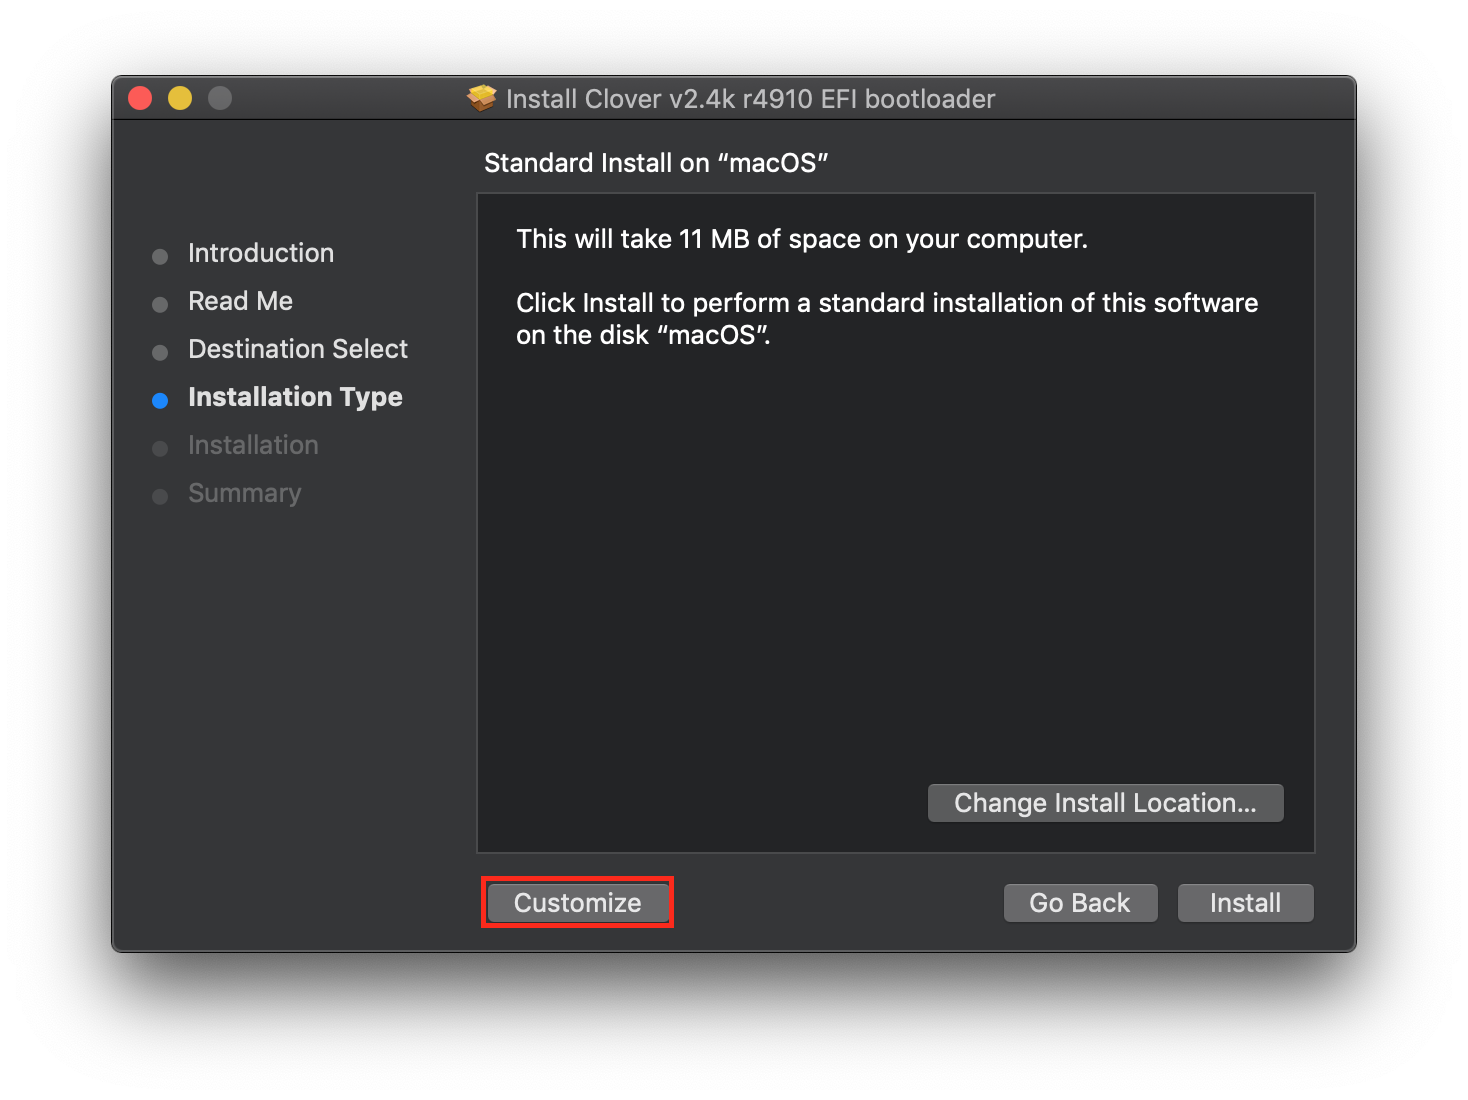 Install Clover v2.4k r4910 EFI bootloader
Standard Install on “macOS”
Introduction
Read Me
Destination Select
Installation Type
Installation
Summary
This will take 11 MB of space on your computer.
Click Install to perform a standard installation of this software
on the disk “macOS”.
Change Install Location...
Customize
Go Back
Install